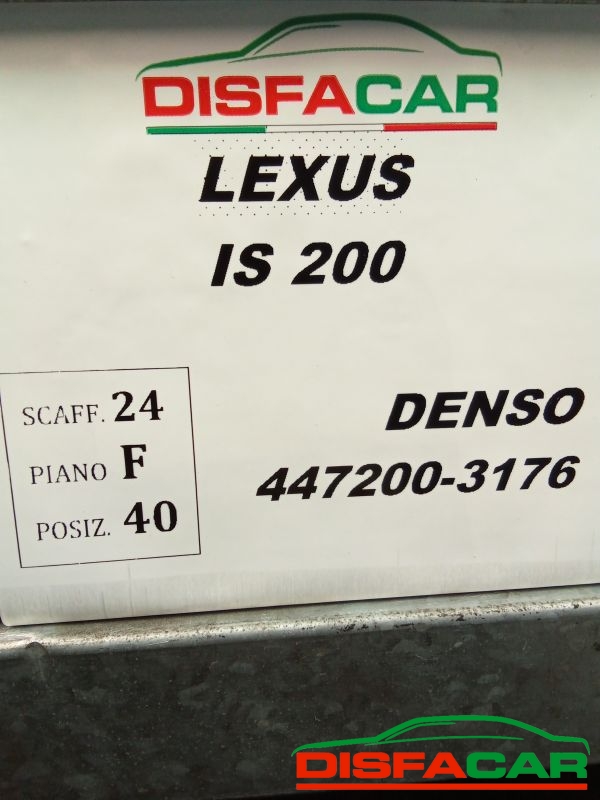 DISFACAR
LEXUS
IS 200
SCAFF. 24
PIANO F
POSIZ. 40
DENSO
447200-3176
DISFACAR